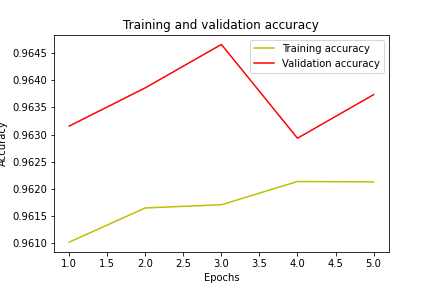 Training and validation accuracy
Training accuracy
Validation accuracy
0.9645
0.9640
0.9635
0.9630
0.9625
0.9620
0.9615
0.9610
Accuracy
1.0 1.5 2.0 2.5 3.0 3.5 4.0 4.5 5.0
Epochs